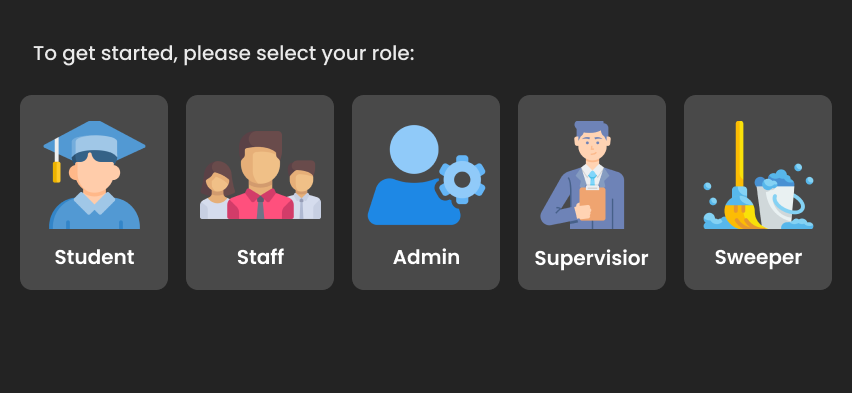 To get started, please select your role:
Student
Staff
Admin
Supervisior
Sweeper